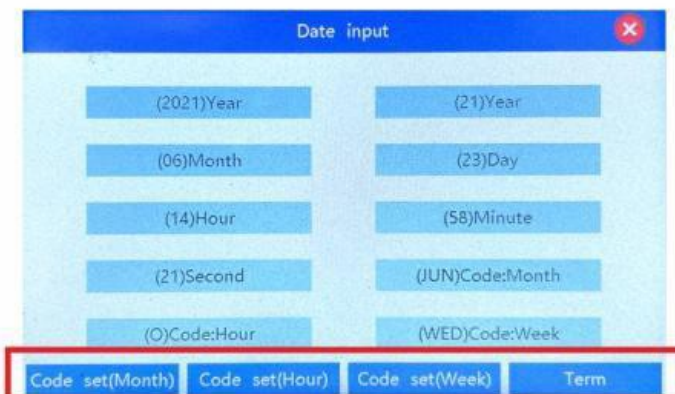 Date input
(2021)Year (21)Year
(06)Month (23)Day
(14)Hour (58)Minute
(21)Second (JUN)Code:Month
(O)Code:Hour (WED)Code:Week
Code set(Month) Code set(Hour) Code set(Week) Term